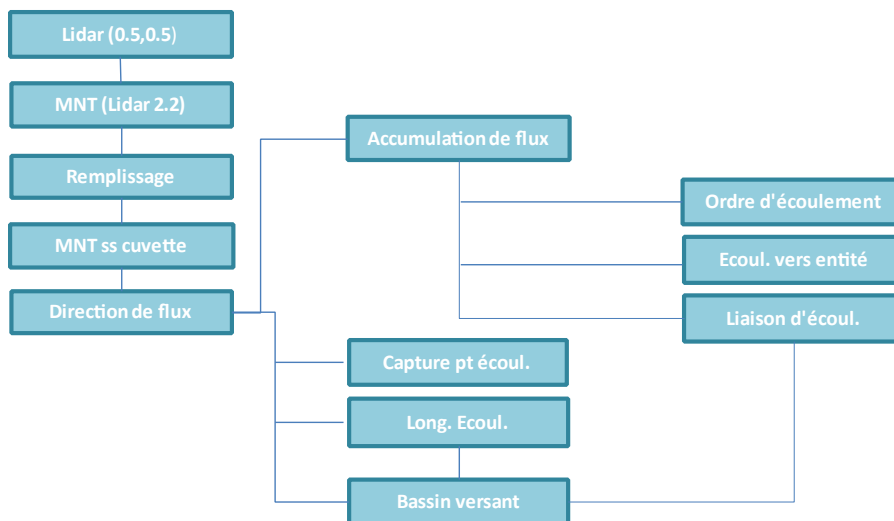 Lidar (0.5,0.5)
MNT (Lidar 2.2)
Remplissage
MNT ss cuvette
Direction de flux
Accumulation de flux
Ordre d'écoulement
Ecoul. vers entité
Liaison d'écoul.
Capture pt écoul.
Long. Ecoul.
Bassin versant